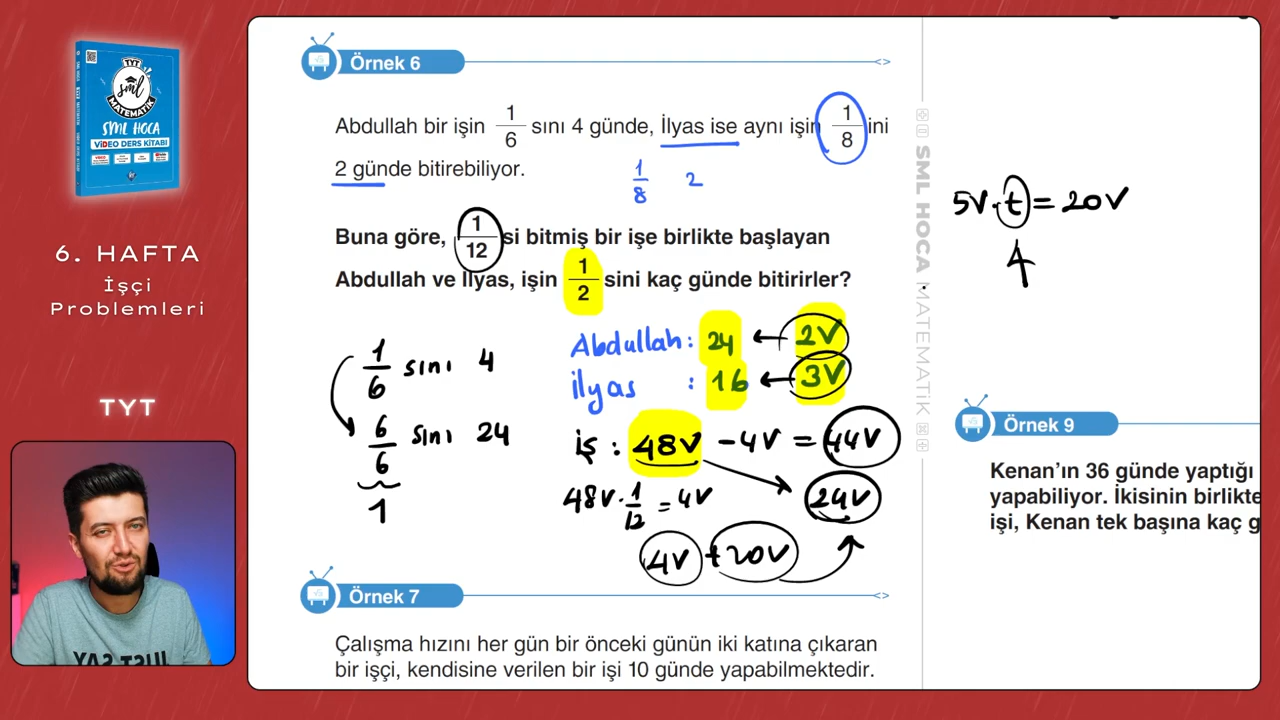 TYT
sml
MATEMATİK
SML HOCA
VİDEO DERS KİTABI
6. HAFTA
İşçi
Problemleri
TYT
Örnek 6
Abdullah bir işin 1/6 sını 4 günde, İlyas ise aynı işin 1/8 ini
2 günde bitirebiliyor.
1/8 2
Buna göre, 1/12 si bitmiş bir işe birlikte başlayan
Abdullah ve İlyas, işin 1/2 sini kaç günde bitirirler?
1/6 sını 4
6/6 sını 24
1
Abdullah: 24 ← 2V
İlyas : 16 ← 3V
iş : 48V - 4V = 44V
48V · 1/12 = 4V
24V
4V + 20V
Örnek 7
Çalışma hızını her gün bir önceki günün iki katına çıkaran
bir işçi, kendisine verilen bir işi 10 günde yapabilmektedir.
SML HOCA MATEMATİK
5V · t = 20V
4
Örnek 9
Kenan'ın 36 günde yaptığı
yapabiliyor. İkisinin birlikte
işi, Kenan tek başına kaç g